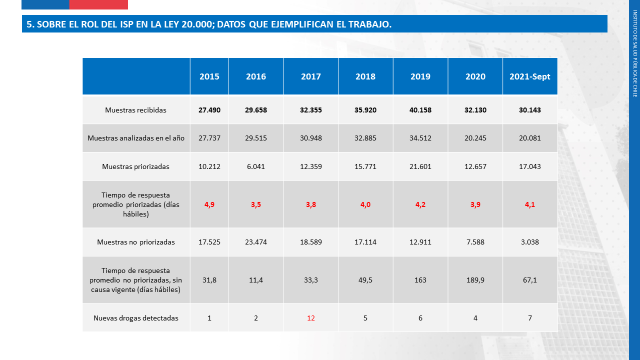 5. SOBRE EL ROL DEL ISP EN LA LEY 20.000; DATOS QUE EJEMPLIFICAN EL TRABAJO.
INSTITUTO DE SALUD PÚBLICA DE CHILE
2015 2016 2017 2018 2019 2020 2021-Sept
Muestras recibidas 27.490 29.658 32.355 35.920 40.158 32.130 30.143
Muestras analizadas en el año 27.737 29.515 30.948 32.885 34.512 20.245 20.081
Muestras priorizadas 10.212 6.041 12.359 15.771 21.601 12.657 17.043
Tiempo de respuesta
promedio priorizadas (días
hábiles)
4,9 3,5 3,8 4,0 4,2 3,9 4,1
Muestras no priorizadas 17.525 23.474 18.589 17.114 12.911 7.588 3.038
Tiempo de respuesta
promedio no priorizadas, sin
causa vigente (días hábiles)
31,8 11,4 33,3 49,5 163 189,9 67,1
Nuevas drogas detectadas 1 2 12 5 6 4 7